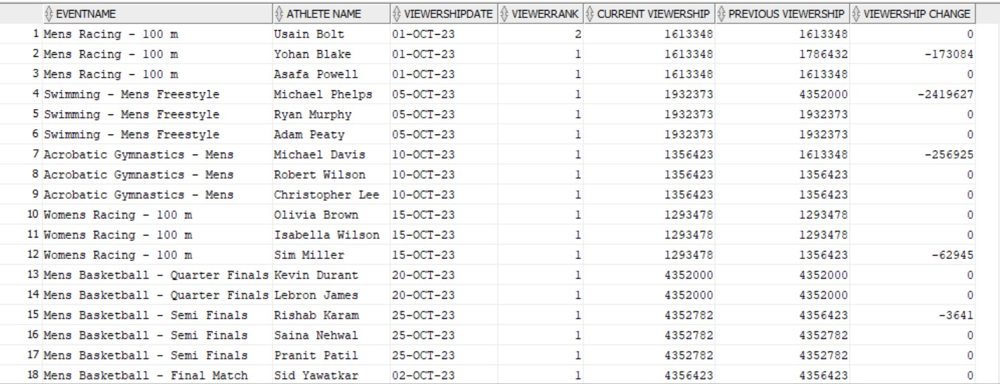 EVENTNAME ATHLETE NAME VIEWERSHIPDATE VIEWERRANK CURRENT VIEWERSHIP PREVIOUS VIEWERSHIP VIEWERSHIP CHANGE
1 Mens Racing - 100 m Usain Bolt 01-OCT-23 2 1613348 1613348 0
2 Mens Racing - 100 m Yohan Blake 01-OCT-23 1 1613348 1786432 -173084
3 Mens Racing - 100 m Asafa Powell 01-OCT-23 1 1613348 1613348 0
4 Swimming - Mens Freestyle Michael Phelps 05-OCT-23 1 1932373 4352000 -2419627
5 Swimming - Mens Freestyle Ryan Murphy 05-OCT-23 1 1932373 1932373 0
6 Swimming - Mens Freestyle Adam Peaty 05-OCT-23 1 1932373 1932373 0
7 Acrobatic Gymnastics - Mens Michael Davis 10-OCT-23 1 1356423 1613348 -256925
8 Acrobatic Gymnastics - Mens Robert Wilson 10-OCT-23 1 1356423 1356423 0
9 Acrobatic Gymnastics - Mens Christopher Lee 10-OCT-23 1 1356423 1356423 0
10 Womens Racing - 100 m Olivia Brown 15-OCT-23 1 1293478 1293478 0
11 Womens Racing - 100 m Isabella Wilson 15-OCT-23 1 1293478 1293478 0
12 Womens Racing - 100 m Sim Miller 15-OCT-23 1 1293478 1356423 -62945
13 Mens Basketball - Quarter Finals Kevin Durant 20-OCT-23 1 4352000 4352000 0
14 Mens Basketball - Quarter Finals Lebron James 20-OCT-23 1 4352000 4352000 0
15 Mens Basketball - Semi Finals Rishab Karam 25-OCT-23 1 4352782 4356423 -3641
16 Mens Basketball - Semi Finals Saina Nehwal 25-OCT-23 1 4352782 4352782 0
17 Mens Basketball - Semi Finals Pranit Patil 25-OCT-23 1 4352782 4352782 0
18 Mens Basketball - Final Match Sid Yawatkar 02-OCT-23 1 4356423 4356423 0